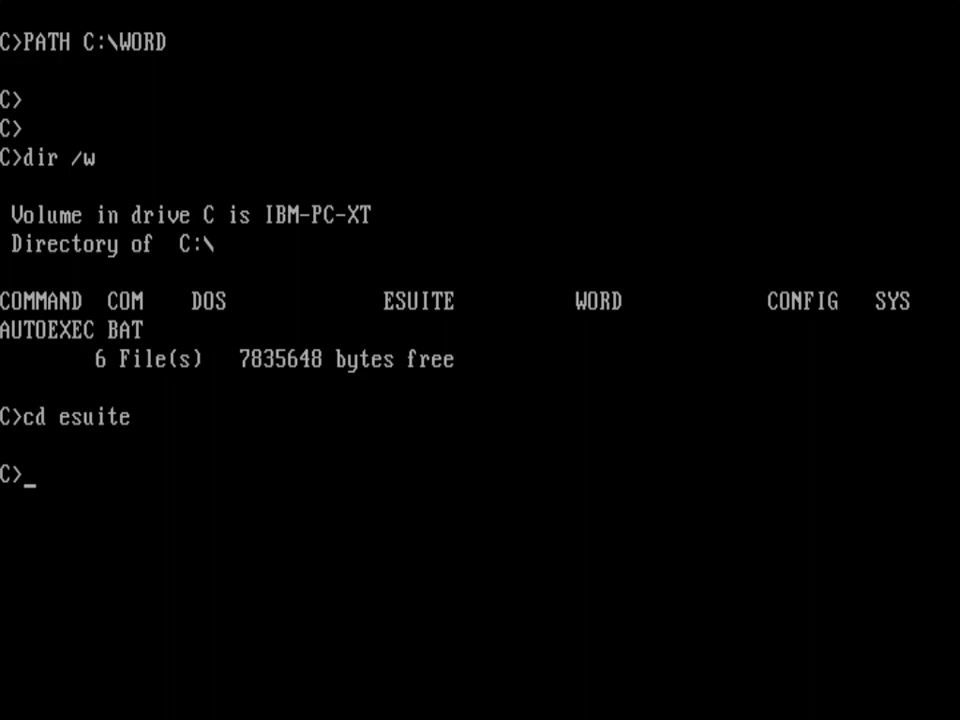 C>PATH C:\WORD
C>
C>
C>dir /w
Volume in drive C is IBM-PC-XT
Directory of  C:\
COMMAND  COM    DOS             ESUITE          WORD            CONFIG   SYS
AUTOEXEC BAT
        6 File(s)   7835648 bytes free
C>cd esuite
C>_